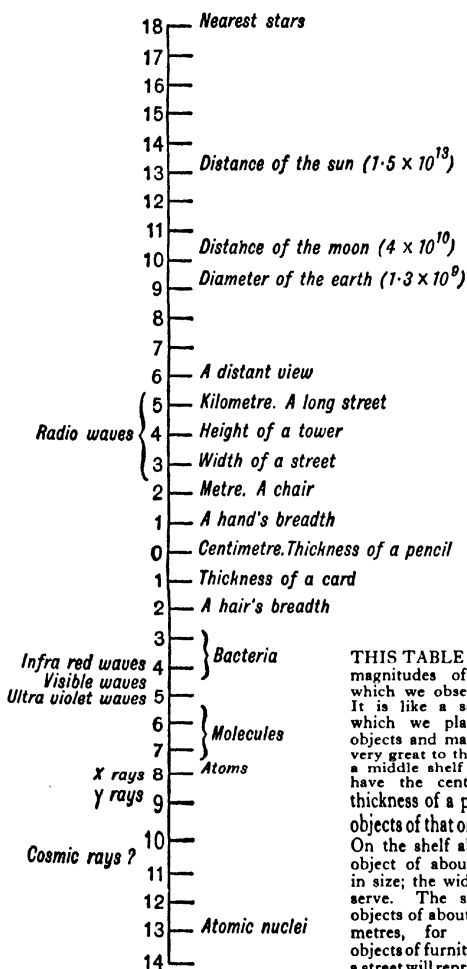 18 Nearest stars
17
16
15
14
13 Distance of the sun (1·5 × 10¹³)
12
11
10 Distance of the moon (4 × 10¹⁰)
9 Diameter of the earth (1·3 × 10⁹)
8
7
6 A distant view
5 Kilometre. A long street
Radio waves 4 Height of a tower
3 Width of a street
2 Metre. A chair
1 A hand's breadth
0 Centimetre. Thickness of a pencil
1 Thickness of a card
2 A hair's breadth
3
Bacteria
Infra red waves 4
Visible waves
Ultra violet waves 5
6
Molecules
7
X rays 8 Atoms
γ rays 9
10
Cosmic rays ?
11
12
13 Atomic nuclei
14
THIS TABLE
magnitudes of
which we obse
It is like a s
which we pla
objects and ma
very great to th
a middle shelf
have the cent
thickness of a p
objects of that o
On the shelf a
object of abou
in size; the wid
serve. The s
objects of about
metres, for
objects of furnit
a street will repr